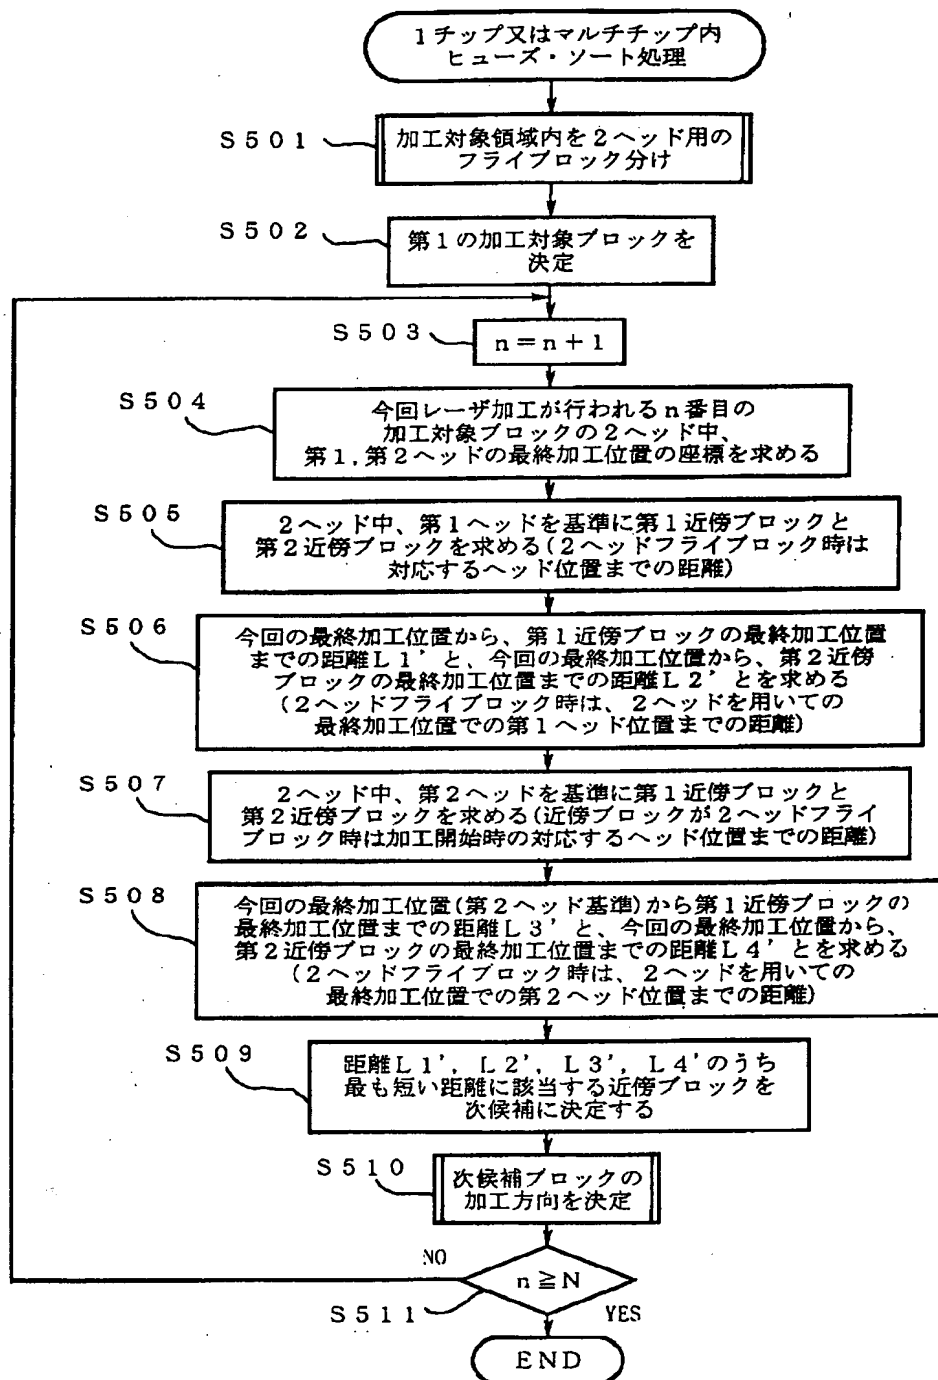 1チップ又はマルチチップ内
ヒューズ・ソート処理
S501
加工対象領域内を2ヘッド用の
フライブロック分け
S502
第1の加工対象ブロックを
決定
S503
n=n+1
S504
今回レーザ加工が行われるn番目の
加工対象ブロックの2ヘッド中、
第1,第2ヘッドの最終加工位置の座標を求める
S505
2ヘッド中、第1ヘッドを基準に第1近傍ブロックと
第2近傍ブロックを求める(2ヘッドフライブロック時は
対応するヘッド位置までの距離)
S506
今回の最終加工位置から、第1近傍ブロックの最終加工位置
までの距離L1'と、今回の最終加工位置から、第2近傍
ブロックの最終加工位置までの距離L2'とを求める
(2ヘッドフライブロック時は、2ヘッドを用いての
最終加工位置での第1ヘッド位置までの距離)
S507
2ヘッド中、第2ヘッドを基準に第1近傍ブロックと
第2近傍ブロックを求める(近傍ブロックが2ヘッドフライ
ブロック時は加工開始時の対応するヘッド位置までの距離)
S508
今回の最終加工位置(第2ヘッド基準)から第1近傍ブロックの
最終加工位置までの距離L3'と、今回の最終加工位置から、
第2近傍ブロックの最終加工位置までの距離L4'とを求める
(2ヘッドフライブロック時は、2ヘッドを用いての
最終加工位置での第2ヘッド位置までの距離)
S509
距離L1',L2',L3',L4'のうち
最も短い距離に該当する近傍ブロックを
次候補に決定する
S510
次候補ブロックの
加工方向を決定
NO
n≧N
S511
YES
END